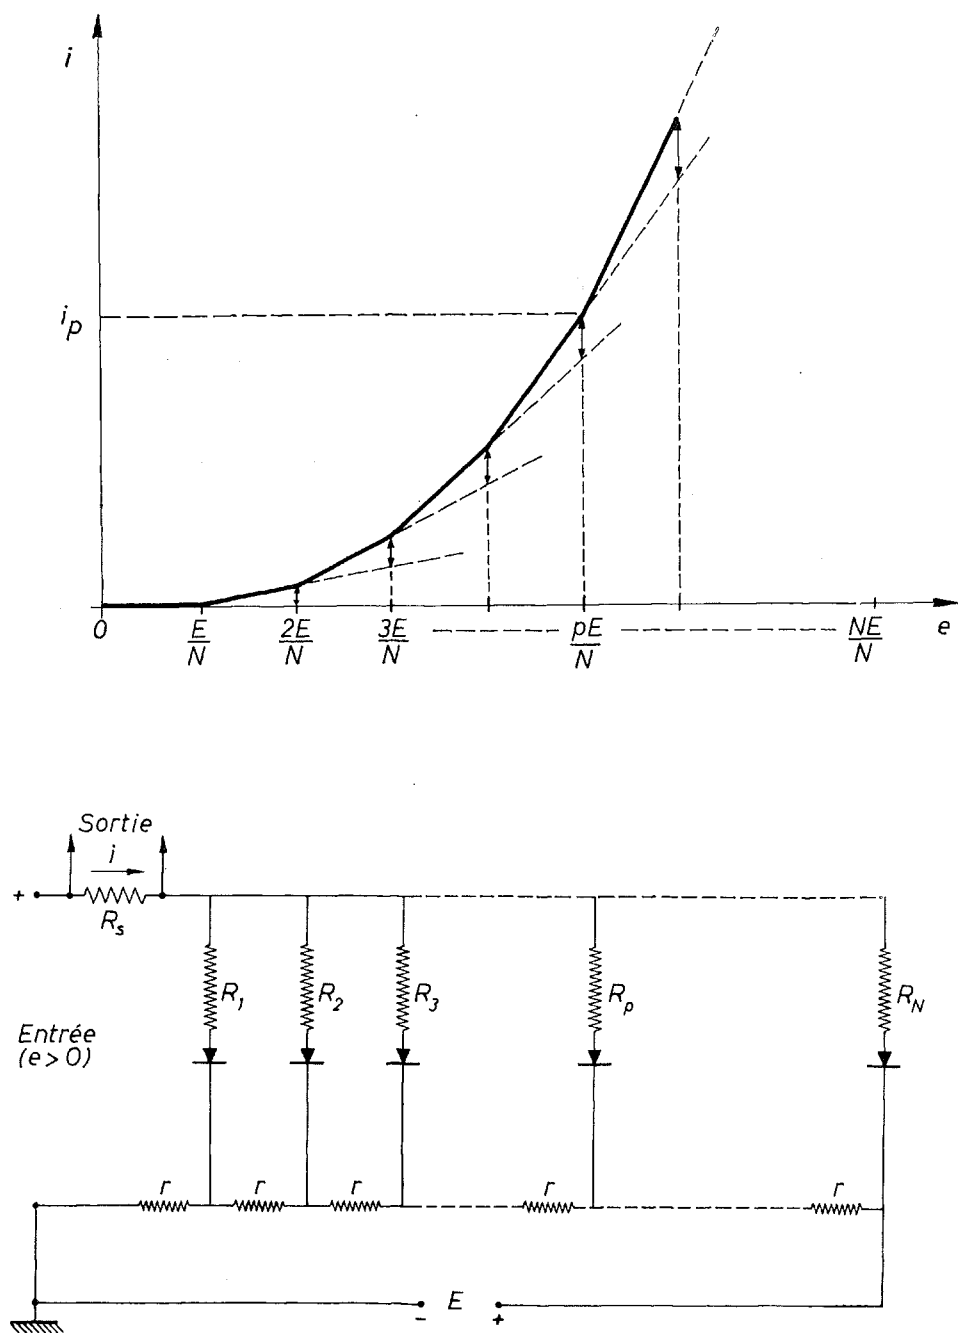 i
i_p
0
E/N
2E/N
3E/N
pE/N
NE/N
e
Sortie
i
+
R_s
R_1
R_2
R_3
R_p
R_N
Entrée
(e > 0)
r
r
r
r
r
E
-
+